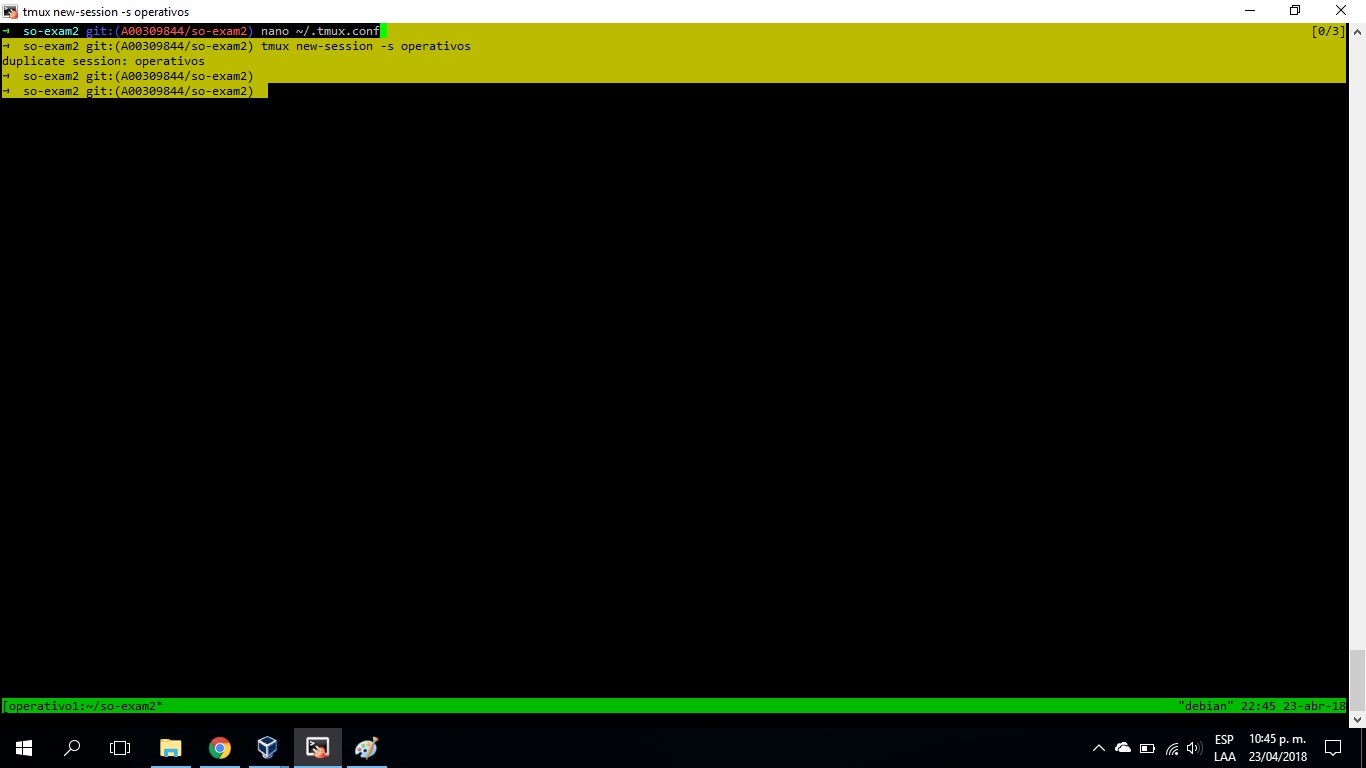 tmux new-session -s operativos
→ so-exam2 git:(A00309844/so-exam2) nano ~/.tmux.conf [0/3]
→ so-exam2 git:(A00309844/so-exam2) tmux new-session -s operativos
duplicate session: operativos
→ so-exam2 git:(A00309844/so-exam2)
→ so-exam2 git:(A00309844/so-exam2)
[operativo1:~/so-exam2* "debian" 22:45 23-abr-18
ESP 10:45 p. m.
LAA 23/04/2018